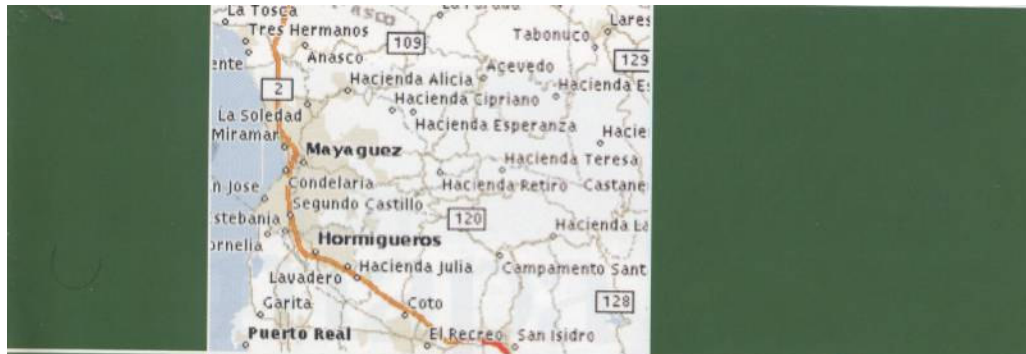 La Tosca
Lares
Tres Hermanos
Tabonuco
109
Anasco
129
Acevedo
Hacienda Alicia
2
Hacienda Cipriano
La Soledad
Hacienda Esperanza
Miramar
Mayaguez
Hacienda Teresa
Condelaria
Hacienda Retiro
Segundo Castillo
120
Hormigueros
Hacienda Julia
Lavadero
Garita
Coto
128
Puerto Real
El Recreo
San Isidro